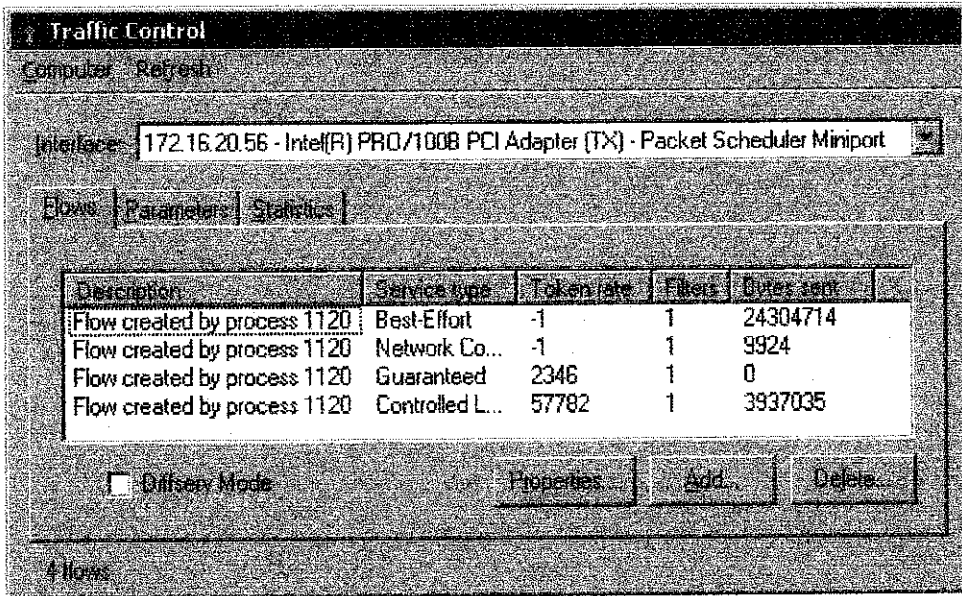 Traffic Control
Computer Refresh
Interface: 172.16.20.56 - Intel(R) PRO/100B PCI Adapter (TX) - Packet Scheduler Miniport
Flows Parameters Statistics
Description Service type Token rate Filters Bytes sent
Flow created by process 1120 Best-Effort -1 1 24304714
Flow created by process 1120 Network Co... -1 1 9924
Flow created by process 1120 Guaranteed 2346 1 0
Flow created by process 1120 Controlled L... 57782 1 3937035
Diffserv Mode Properties... Add... Delete...
4 flows